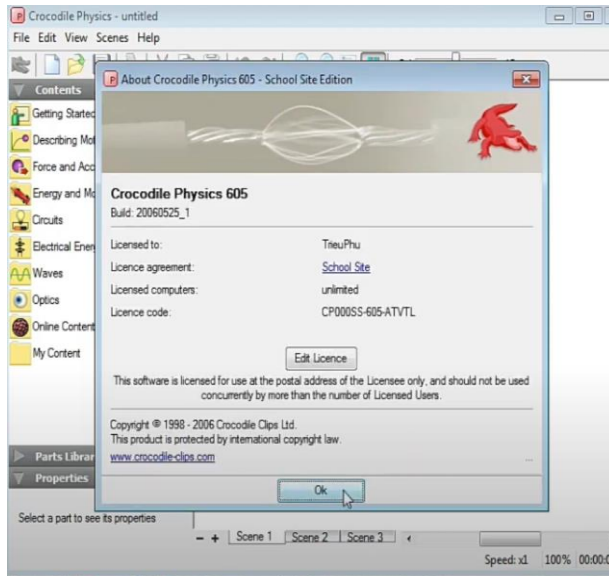 Crocodile Physics - untitled
File Edit View Scenes Help
About Crocodile Physics 605 - School Site Edition
Contents
Getting Started
Describing Mot
Force and Acc
Energy and Mo
Circuits
Electrical Ener
Waves
Optics
Online Content
My Content
Parts Librar
Properties
Select a part to see its properties
Crocodile Physics 605
Build: 20060525_1
Licensed to: TrieuPhu
Licence agreement: School Site
Licensed computers: unlimited
Licence code: CP000SS-605-ATVTL
Edit Licence
This software is licensed for use at the postal address of the Licensee only, and should not be used
concurrently by more than the number of Licensed Users.
Copyright © 1998 - 2006 Crocodile Clips Ltd.
This product is protected by international copyright law.
www.crocodile-clips.com
...
Ok
- + Scene 1 Scene 2 Scene 3
Speed: x1 100% 00:00:0